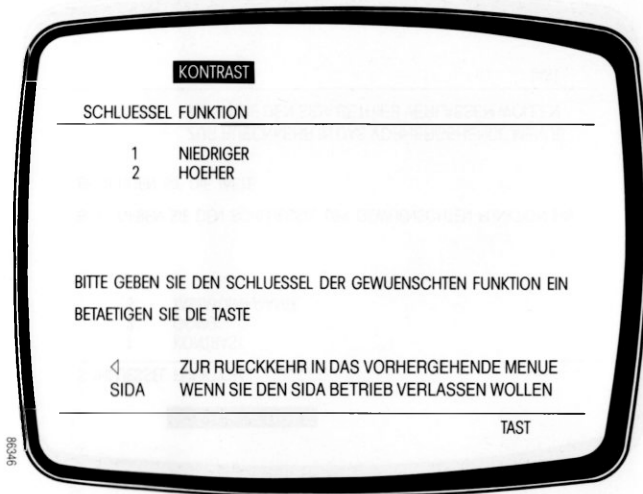 KONTRAST
SCHLUESSEL FUNKTION
1 NIEDRIGER
2 HOEHER
BITTE GEBEN SIE DEN SCHLUESSEL DER GEWUENSCHTEN FUNKTION EIN
BETAETIGEN SIE DIE TASTE
◁ ZUR RUECKKEHR IN DAS VORHERGEHENDE MENUE
SIDA WENN SIE DEN SIDA BETRIEB VERLASSEN WOLLEN
TAST
86346